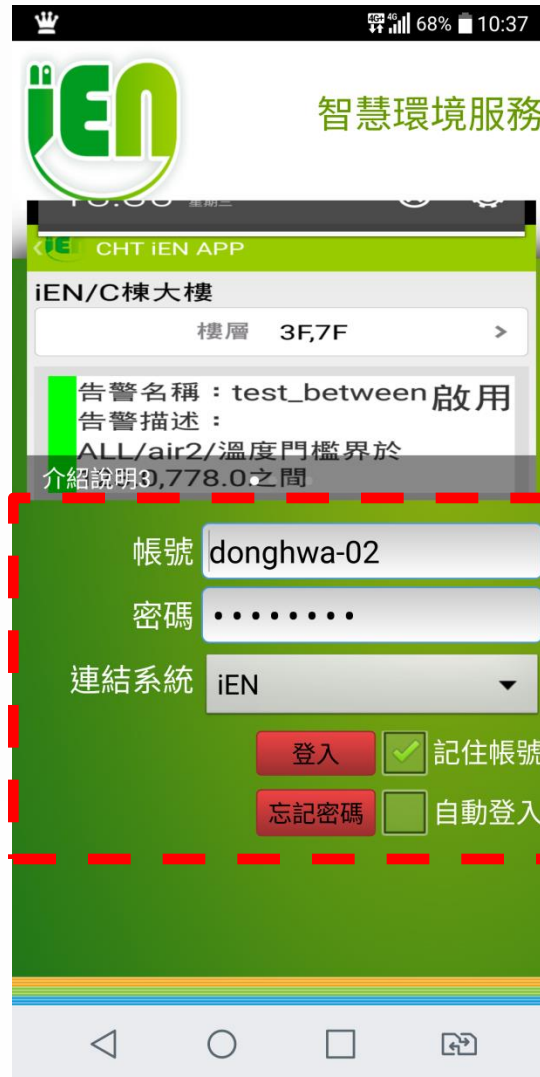 4G+ 4G 68% 10:37
iEN
智慧環境服務
星期三
iEN CHT iEN APP
iEN/C棟大樓
樓層 3F,7F >
告警名稱：test_between 啟用
告警描述：
ALL/air2/溫度門檻界於
0,778.0之間
介紹說明3
帳號 donghwa-02
密碼 ••••••••
連結系統 iEN
登入 記住帳號
忘記密碼 自動登入